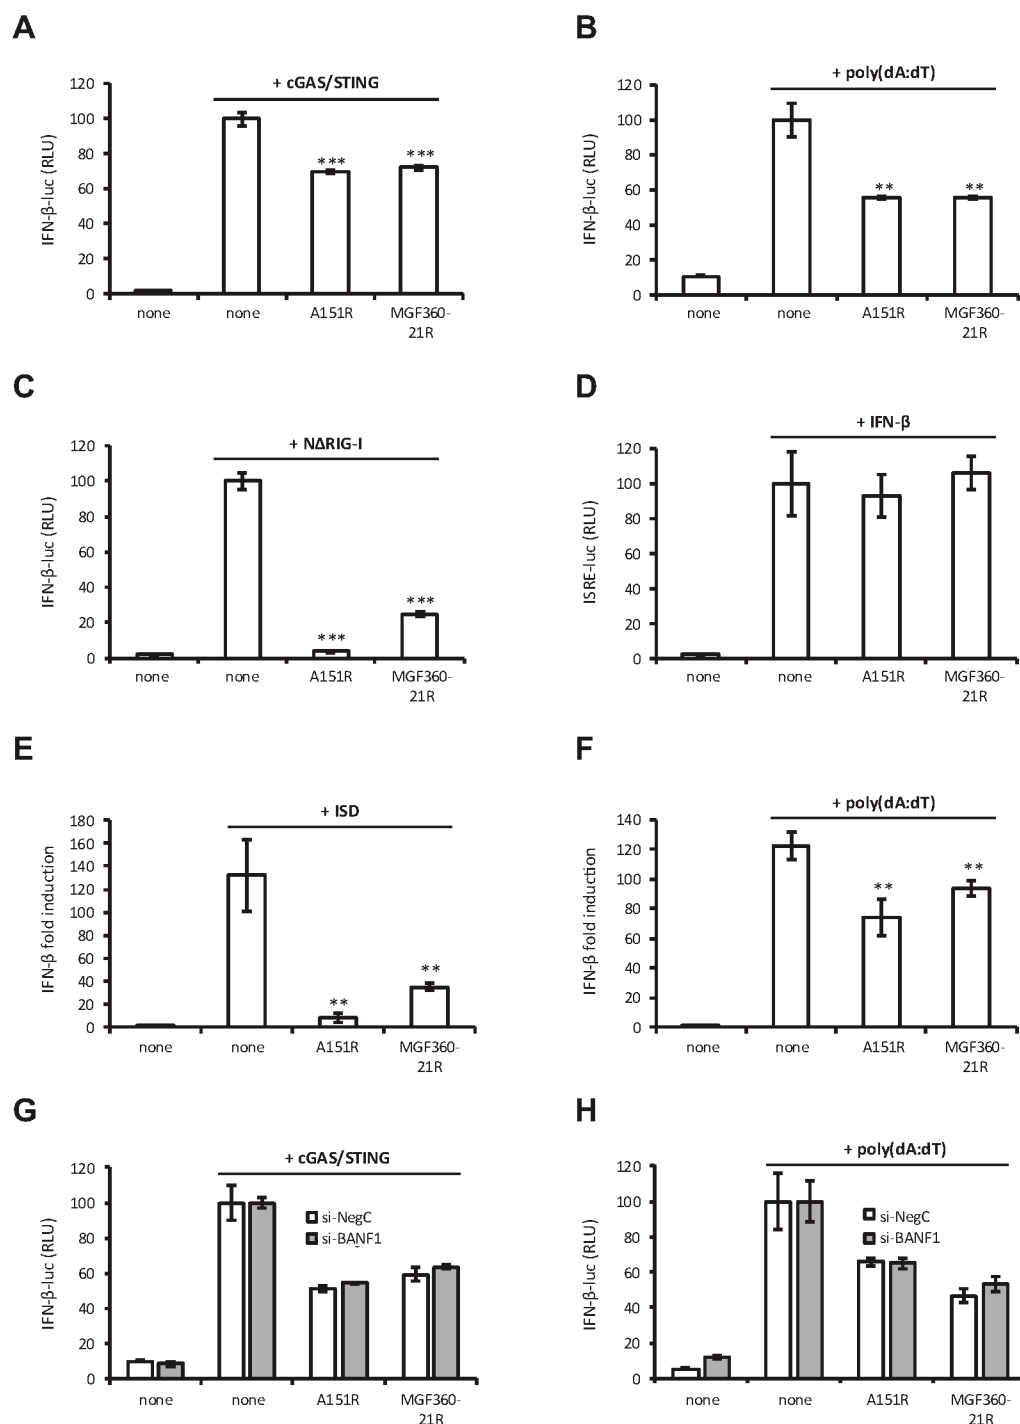 A
+ cGAS/STING
IFN-β-luc (RLU)
120
100
80
60
40
20
0
***
***
none
none
A151R
MGF360-
21R
B
+ poly(dA:dT)
IFN-β-luc (RLU)
120
100
80
60
40
20
0
**
**
none
none
A151R
MGF360-
21R
C
+ NΔRIG-I
IFN-β-luc (RLU)
120
100
80
60
40
20
0
***
***
none
none
A151R
MGF360-
21R
D
+ IFN-β
ISRE-luc (RLU)
120
100
80
60
40
20
0
none
none
A151R
MGF360-
21R
E
+ ISD
IFN-β fold induction
180
160
140
120
100
80
60
40
20
0
**
**
none
none
A151R
MGF360-
21R
F
+ poly(dA:dT)
IFN-β fold induction
140
120
100
80
60
40
20
0
**
**
none
none
A151R
MGF360-
21R
G
+ cGAS/STING
IFN-β-luc (RLU)
120
100
80
60
40
20
0
si-NegC
si-BANF1
none
none
A151R
MGF360-
21R
H
+ poly(dA:dT)
IFN-β-luc (RLU)
120
100
80
60
40
20
0
si-NegC
si-BANF1
none
none
A151R
MGF360-
21R